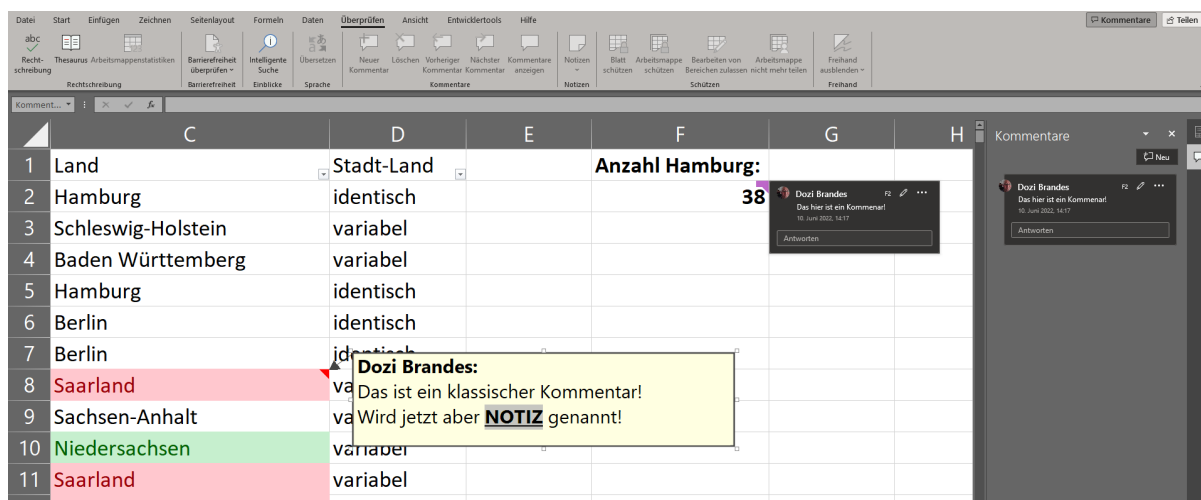 Datei Start Einfügen Zeichnen Seitenlayout Formeln Daten Überprüfen Ansicht Entwicklertools Hilfe Kommentare Teilen
abc
Recht-
schreibung
Thesaurus
Arbeitsmappenstatistiken
Barrierefreiheit
überprüfen
Intelligente
Suche
Übersetzen
Neuer
Kommentar
Löschen
Vorheriger
Kommentar
Nächster
Kommentar
Kommentare
anzeigen
Notizen
Blatt
schützen
Arbeitsmappe
schützen
Bearbeiten von
Bereichen zulassen
Arbeitsmappe
nicht mehr teilen
Freihand
ausblenden
Rechtschreibung Barrierefreiheit Einblicke Sprache Kommentare Notizen Schützen Freihand
Komment... fx
C D E F G H
1 Land Stadt-Land Anzahl Hamburg:
2 Hamburg identisch 38
3 Schleswig-Holstein variabel
4 Baden Württemberg variabel
5 Hamburg identisch
6 Berlin identisch
7 Berlin identisch
8 Saarland va
9 Sachsen-Anhalt va
10 Niedersachsen variabel
11 Saarland variabel
Dozi Brandes:
Das ist ein klassischer Kommentar!
Wird jetzt aber NOTIZ genannt!
Dozi Brandes F2
Das hier ist ein Kommenar!
10. Juni 2022, 14:17
Antworten
Kommentare
Neu
Dozi Brandes F2
Das hier ist ein Kommenar!
10. Juni 2022, 14:17
Antworten